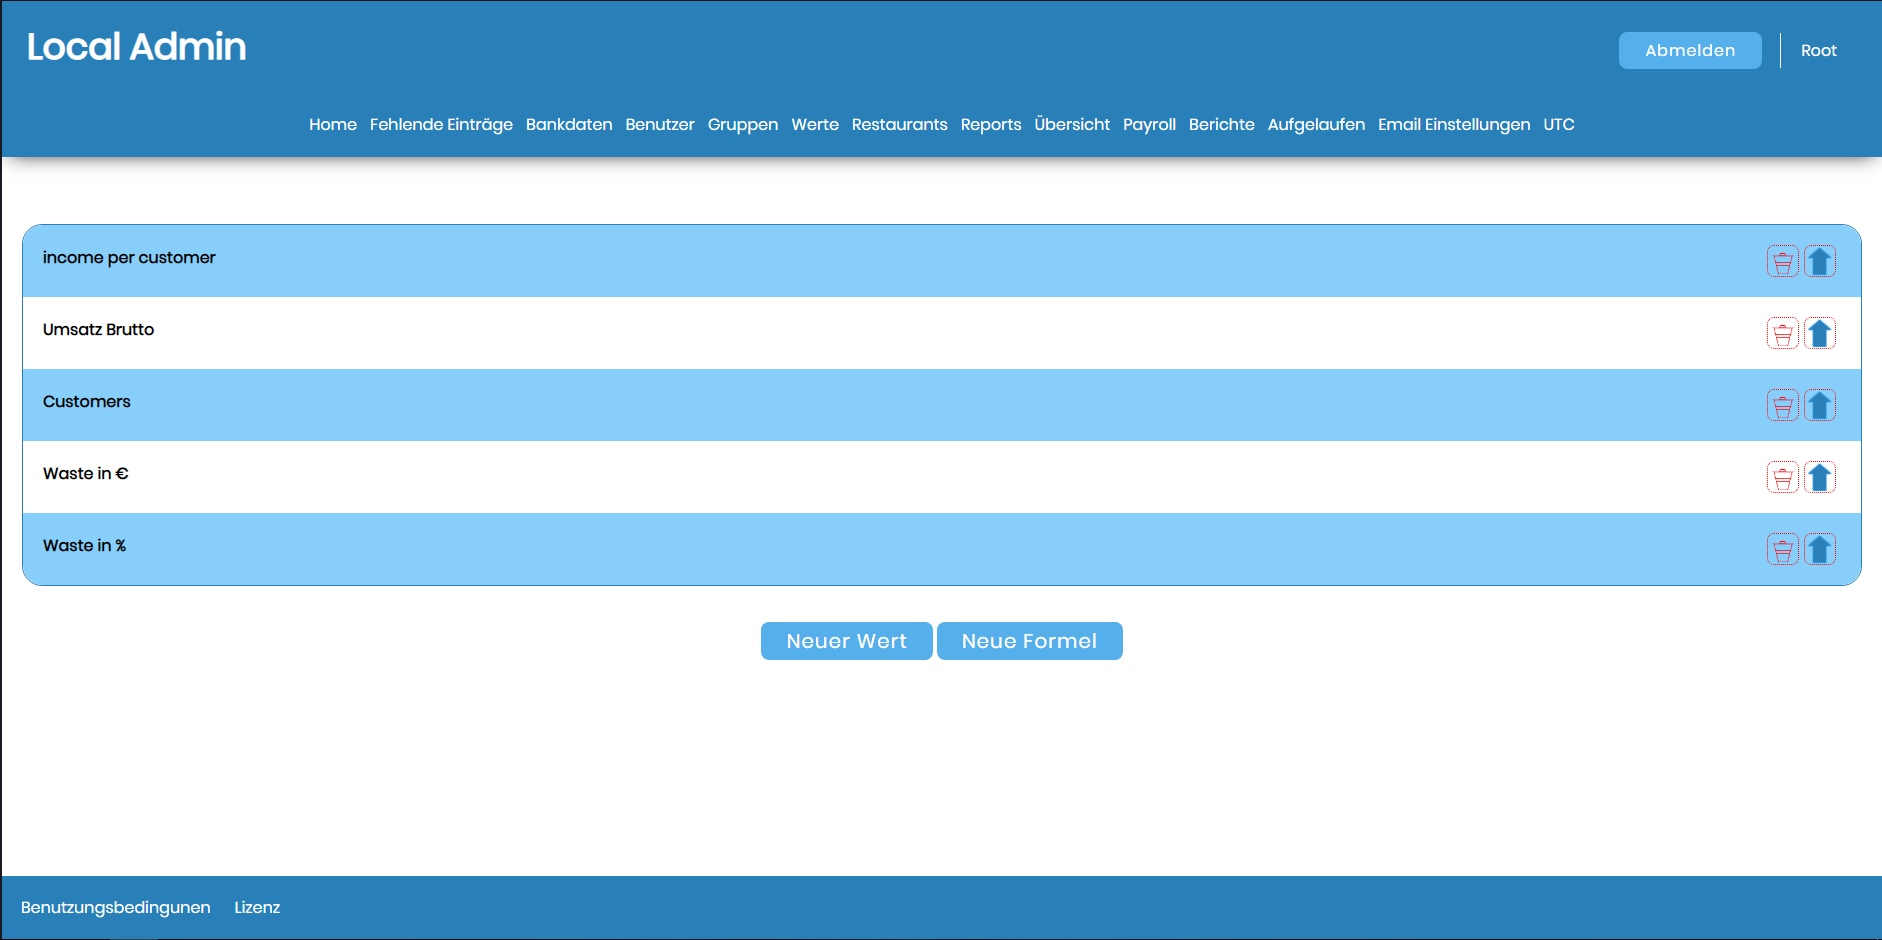 Local Admin
Abmelden Root
Home Fehlende Einträge Bankdaten Benutzer Gruppen Werte Restaurants Reports Übersicht Payroll Berichte Aufgelaufen Email Einstellungen UTC
income per customer
Umsatz Brutto
Customers
Waste in €
Waste in %
Neuer Wert Neue Formel
Benutzungsbedingunen Lizenz